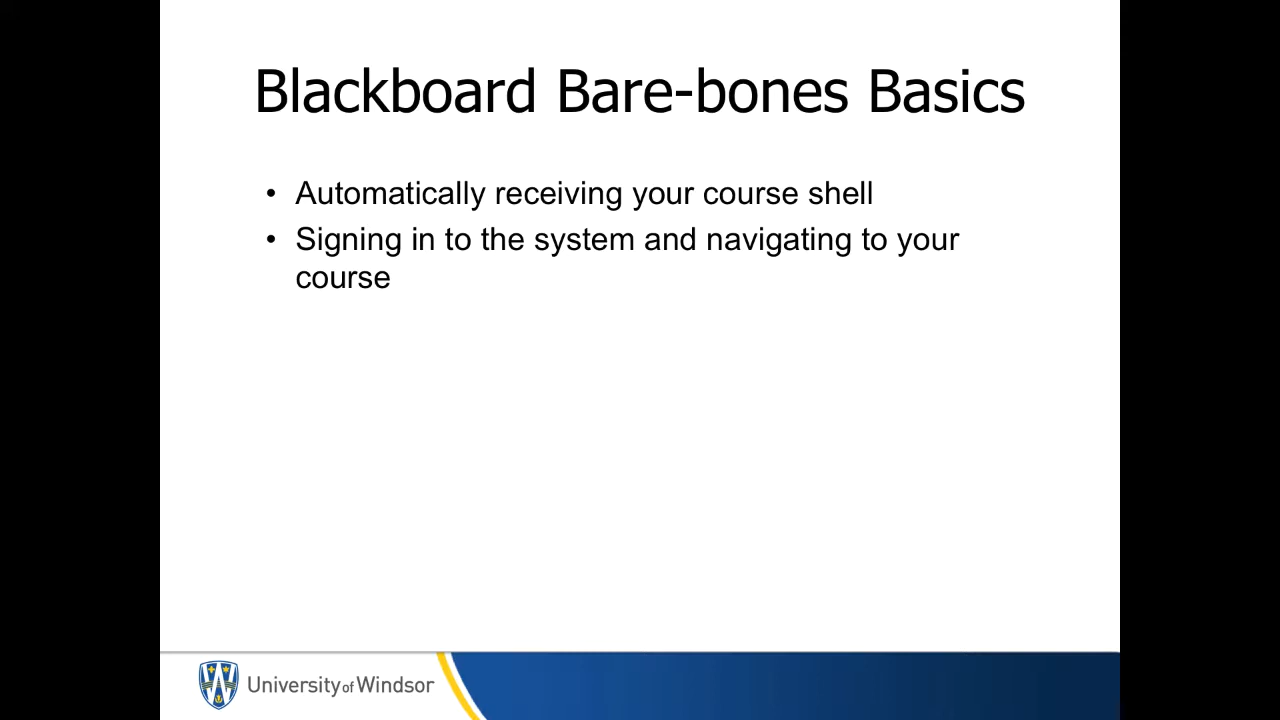 Blackboard Bare-bones Basics
• Automatically receiving your course shell
• Signing in to the system and navigating to your
course
University of Windsor